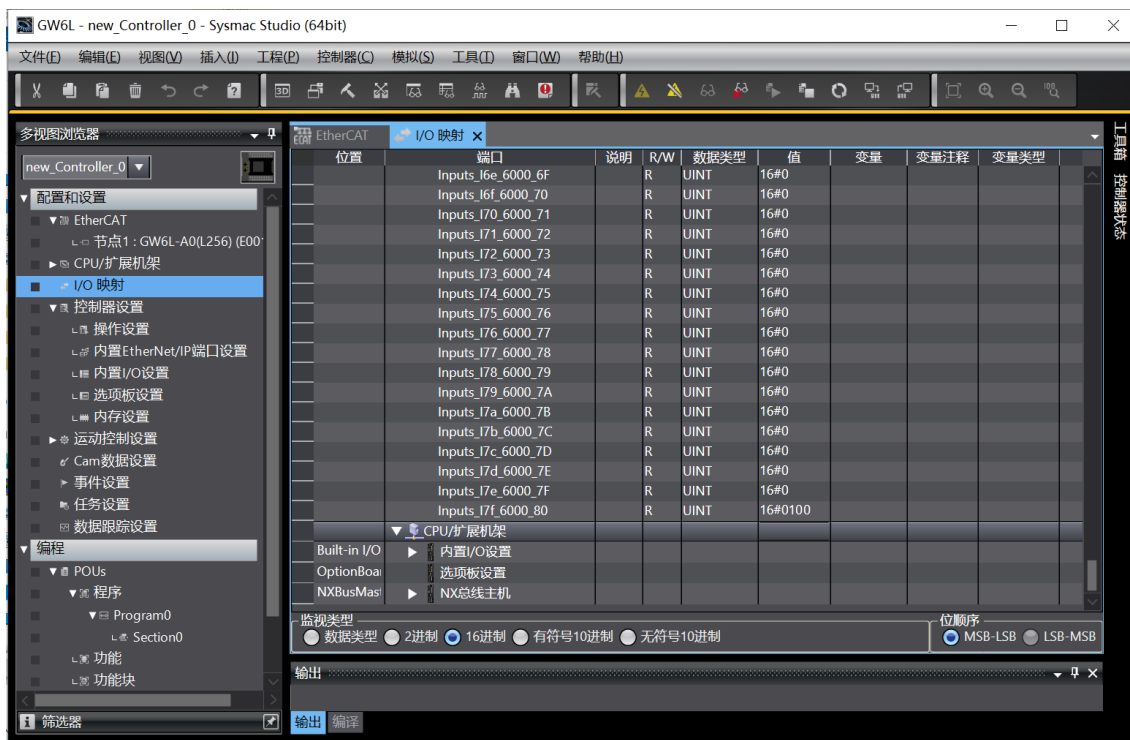 GW6L - new_Controller_0 - Sysmac Studio (64bit)
文件(F) 编辑(E) 视图(V) 插入(I) 工程(P) 控制器(C) 模拟(S) 工具(T) 窗口(W) 帮助(H)
多视图浏览器
new_Controller_0
配置和设置
EtherCAT
节点1 : GW6L-A0(L256) (E00
CPU/扩展机架
I/O 映射
控制器设置
操作设置
内置EtherNet/IP端口设置
内置I/O设置
选项板设置
内存设置
运动控制设置
Cam数据设置
事件设置
任务设置
数据跟踪设置
编程
POUs
程序
Program0
Section0
功能
功能块
筛选器
EtherCAT I/O 映射
位置 端口 说明 R/W 数据类型 值 变量 变量注释 变量类型
Inputs_I6e_6000_6F R UINT 16#0
Inputs_I6f_6000_70 R UINT 16#0
Inputs_I70_6000_71 R UINT 16#0
Inputs_I71_6000_72 R UINT 16#0
Inputs_I72_6000_73 R UINT 16#0
Inputs_I73_6000_74 R UINT 16#0
Inputs_I74_6000_75 R UINT 16#0
Inputs_I75_6000_76 R UINT 16#0
Inputs_I76_6000_77 R UINT 16#0
Inputs_I77_6000_78 R UINT 16#0
Inputs_I78_6000_79 R UINT 16#0
Inputs_I79_6000_7A R UINT 16#0
Inputs_I7a_6000_7B R UINT 16#0
Inputs_I7b_6000_7C R UINT 16#0
Inputs_I7c_6000_7D R UINT 16#0
Inputs_I7d_6000_7E R UINT 16#0
Inputs_I7e_6000_7F R UINT 16#0
Inputs_I7f_6000_80 R UINT 16#0100
CPU/扩展机架
Built-in I/O 内置I/O设置
OptionBoa 选项板设置
NXBusMas NX总线主机
监视类型
数据类型 2进制 16进制 有符号10进制 无符号10进制
位顺序
MSB-LSB LSB-MSB
输出
输出 编译
工具箱
控制器状态